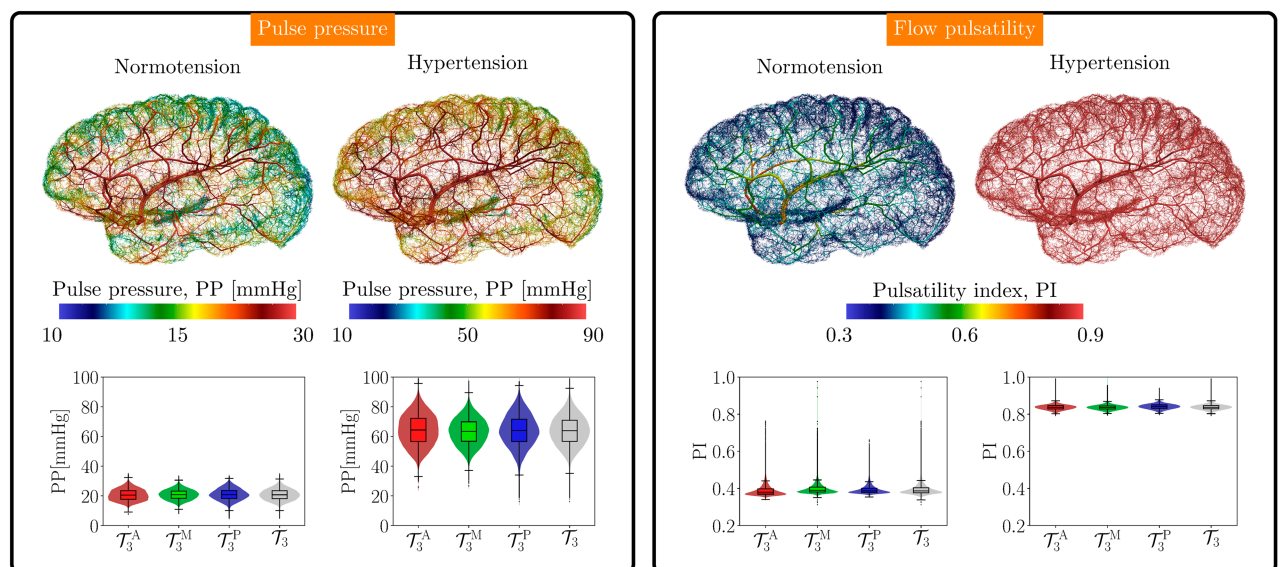 Pulse pressure
Normotension
Hypertension
Pulse pressure, PP [mmHg]
10 15 30
Pulse pressure, PP [mmHg]
10 50 90
PP[mmHg]
100
80
60
40
20
0
𝒯₃ᴬ 𝒯₃ᴹ 𝒯₃ᴾ 𝒯₃
PP[mmHg]
100
80
60
40
20
0
𝒯₃ᴬ 𝒯₃ᴹ 𝒯₃ᴾ 𝒯₃
Flow pulsatility
Normotension
Hypertension
Pulsatility index, PI
0.3 0.6 0.9
PI
1.0
0.8
0.6
0.4
0.2
𝒯₃ᴬ 𝒯₃ᴹ 𝒯₃ᴾ 𝒯₃
PI
1.0
0.8
0.6
0.4
0.2
𝒯₃ᴬ 𝒯₃ᴹ 𝒯₃ᴾ 𝒯₃